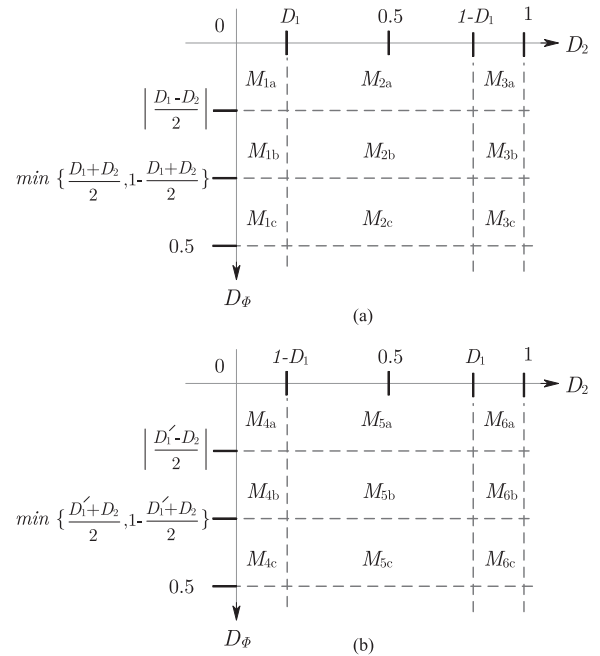 0 D₁ 0.5 1-D₁ 1 D₂
M₁ₐ M₂ₐ M₃ₐ
| D₁-D₂ / 2 |
M₁b M₂b M₃b
min { D₁+D₂ / 2 , 1- D₁+D₂ / 2 }
M₁c M₂c M₃c
0.5
D_Φ
(a)
0 1-D₁ 0.5 D₁ 1 D₂
M₄ₐ M₅ₐ M₆ₐ
| D₁′-D₂ / 2 |
M₄b M₅b M₆b
min { D₁′+D₂ / 2 , 1- D₁′+D₂ / 2 }
M₄c M₅c M₆c
0.5
D_Φ
(b)